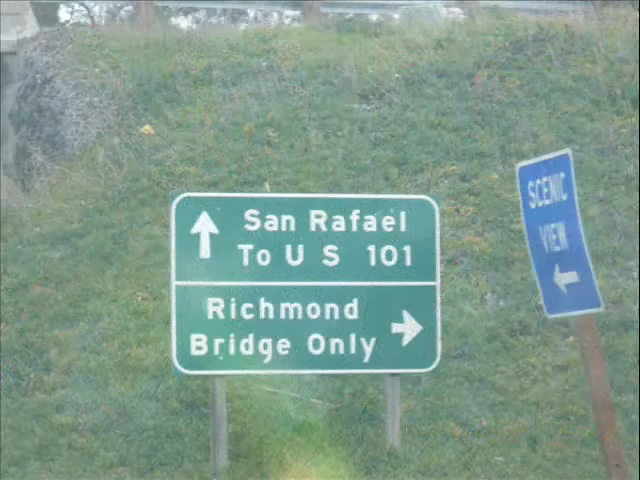 San Rafael
To U S 101
Richmond
Bridge Only
SCENIC
VIEW